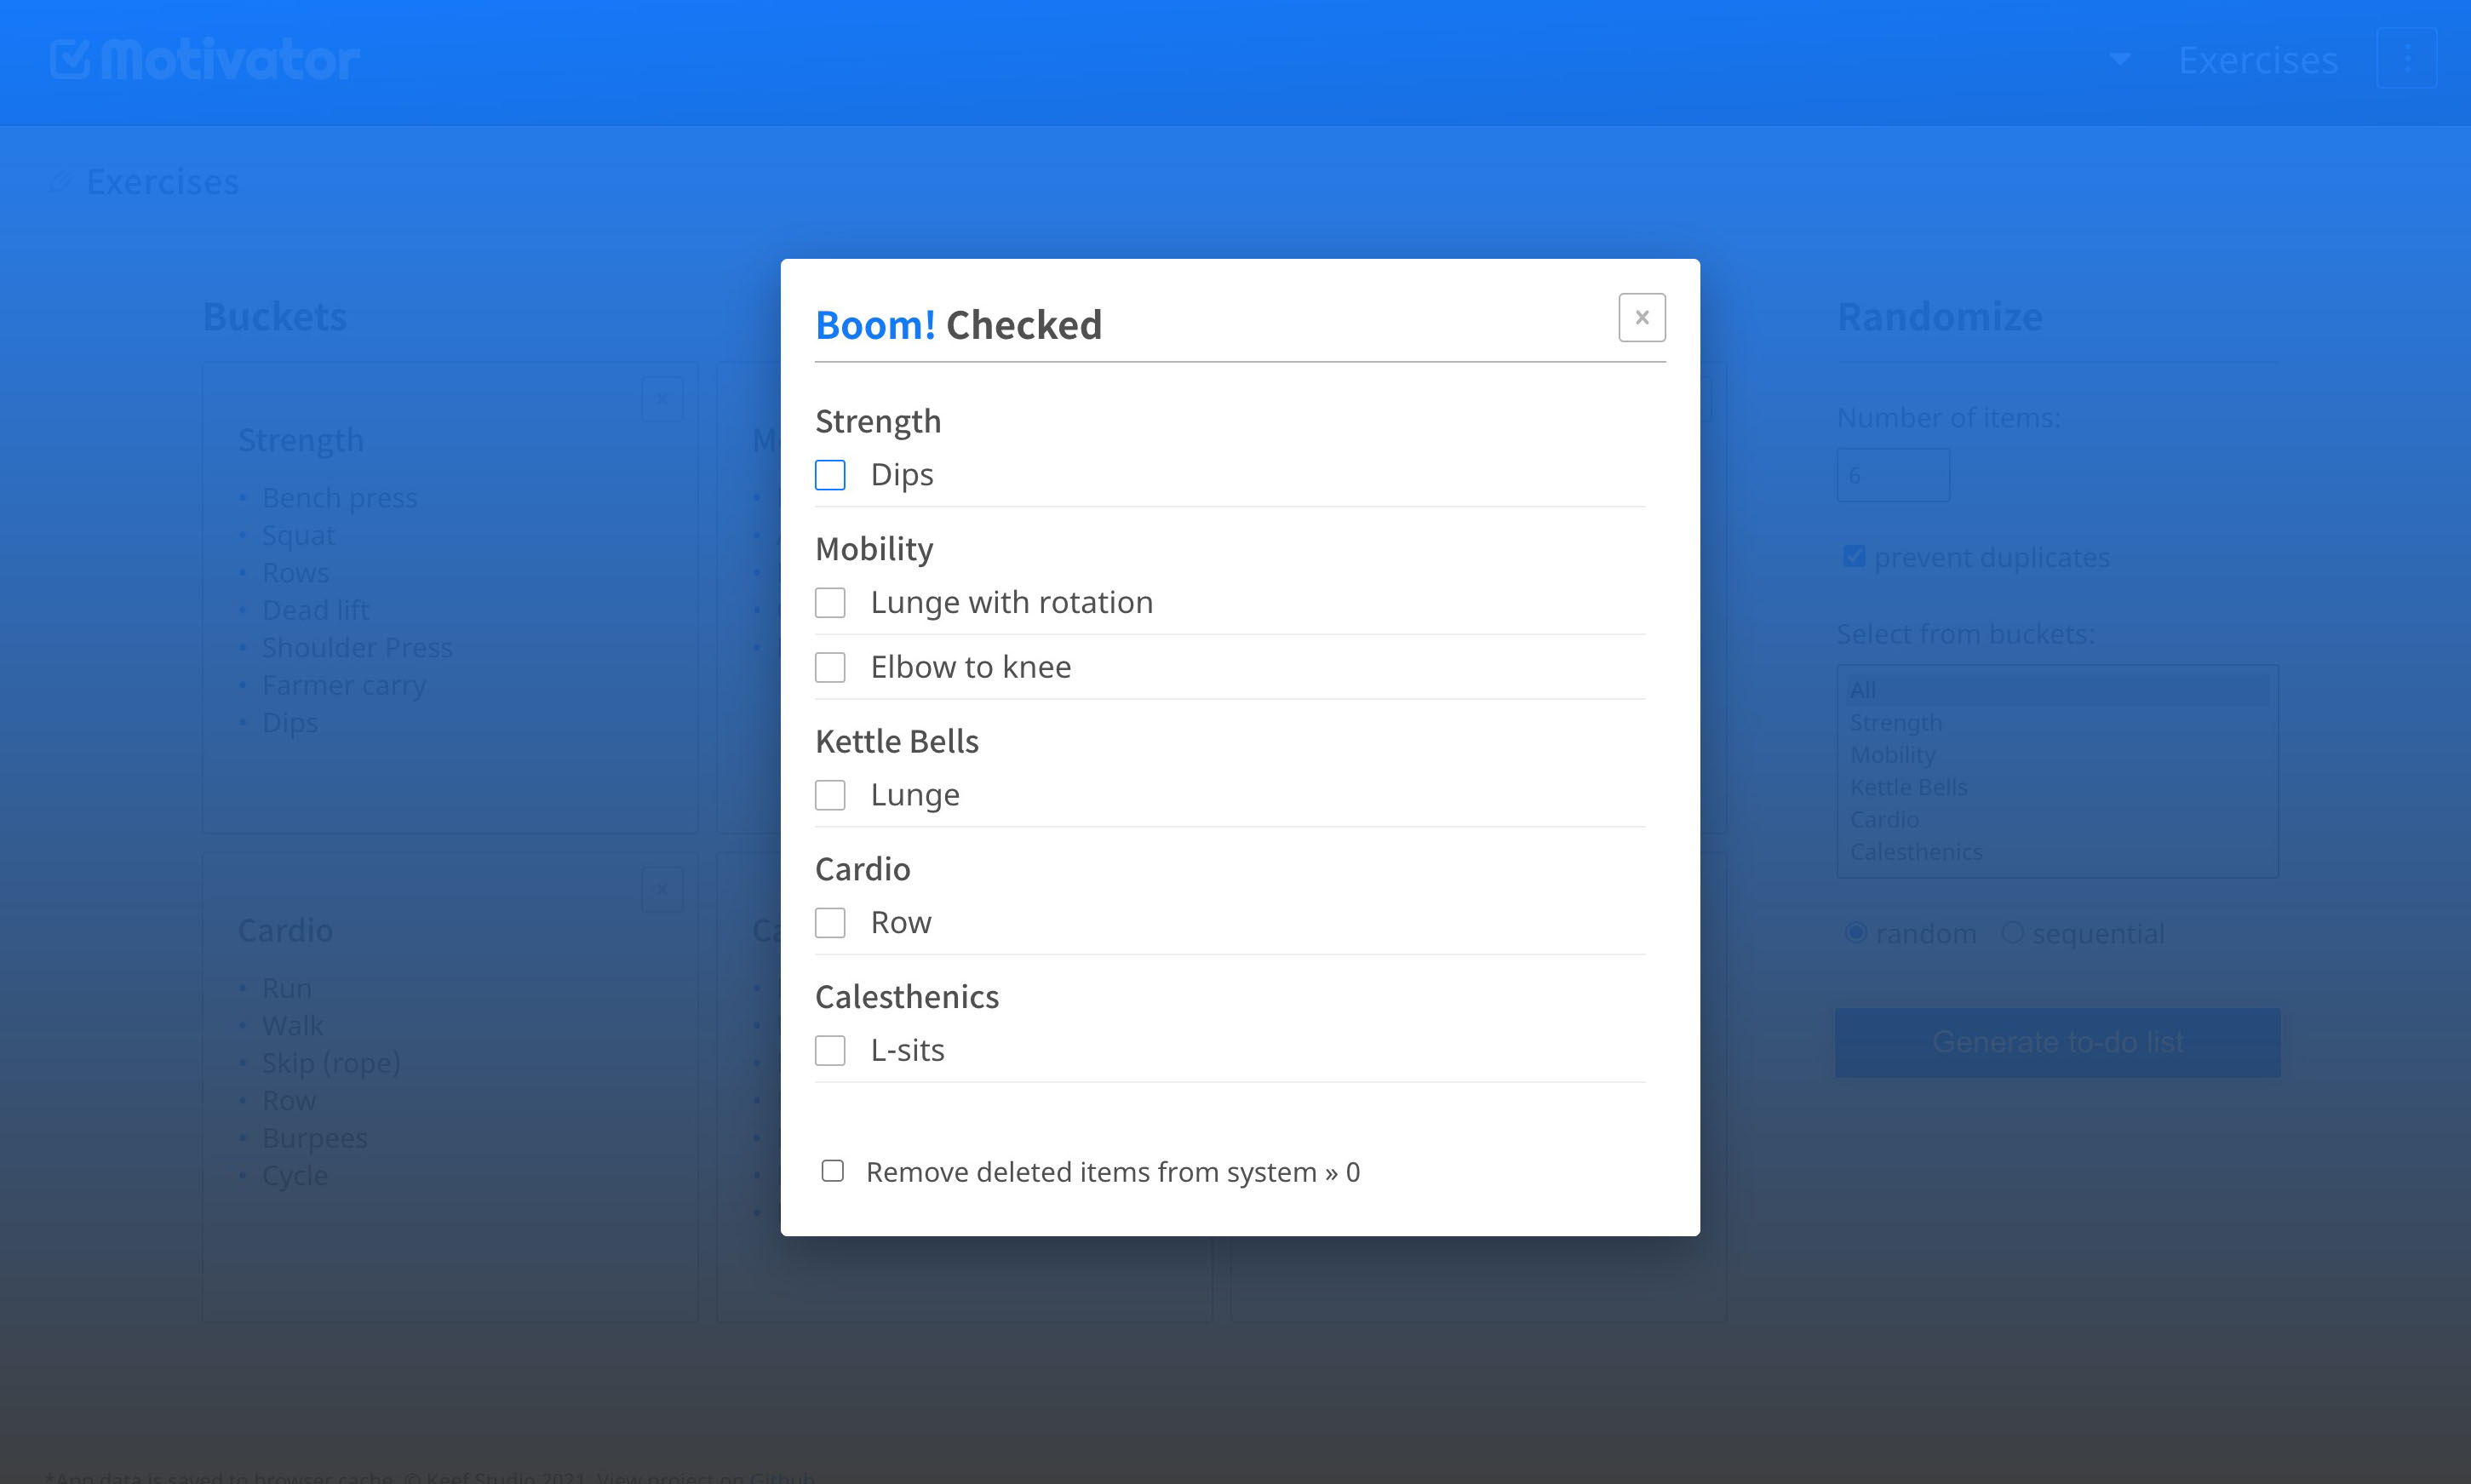 Motivator
Exercises
Exercises
Buckets
Randomize
Boom! Checked
Strength
Dips
Mobility
Lunge with rotation
Elbow to knee
Kettle Bells
Lunge
Cardio
Row
Calesthenics
L-sits
Remove deleted items from system » 0
Strength
Bench press
Squat
Rows
Dead lift
Shoulder Press
Farmer carry
Dips
Cardio
Run
Walk
Skip (rope)
Row
Burpees
Cycle
Number of items:
6
prevent duplicates
Select from buckets:
All
Strength
Mobility
Kettle Bells
Cardio
Calesthenics
random
sequential
Generate to-do list
*App data is saved to browser cache. © Keef Studio 2021. View project on Github